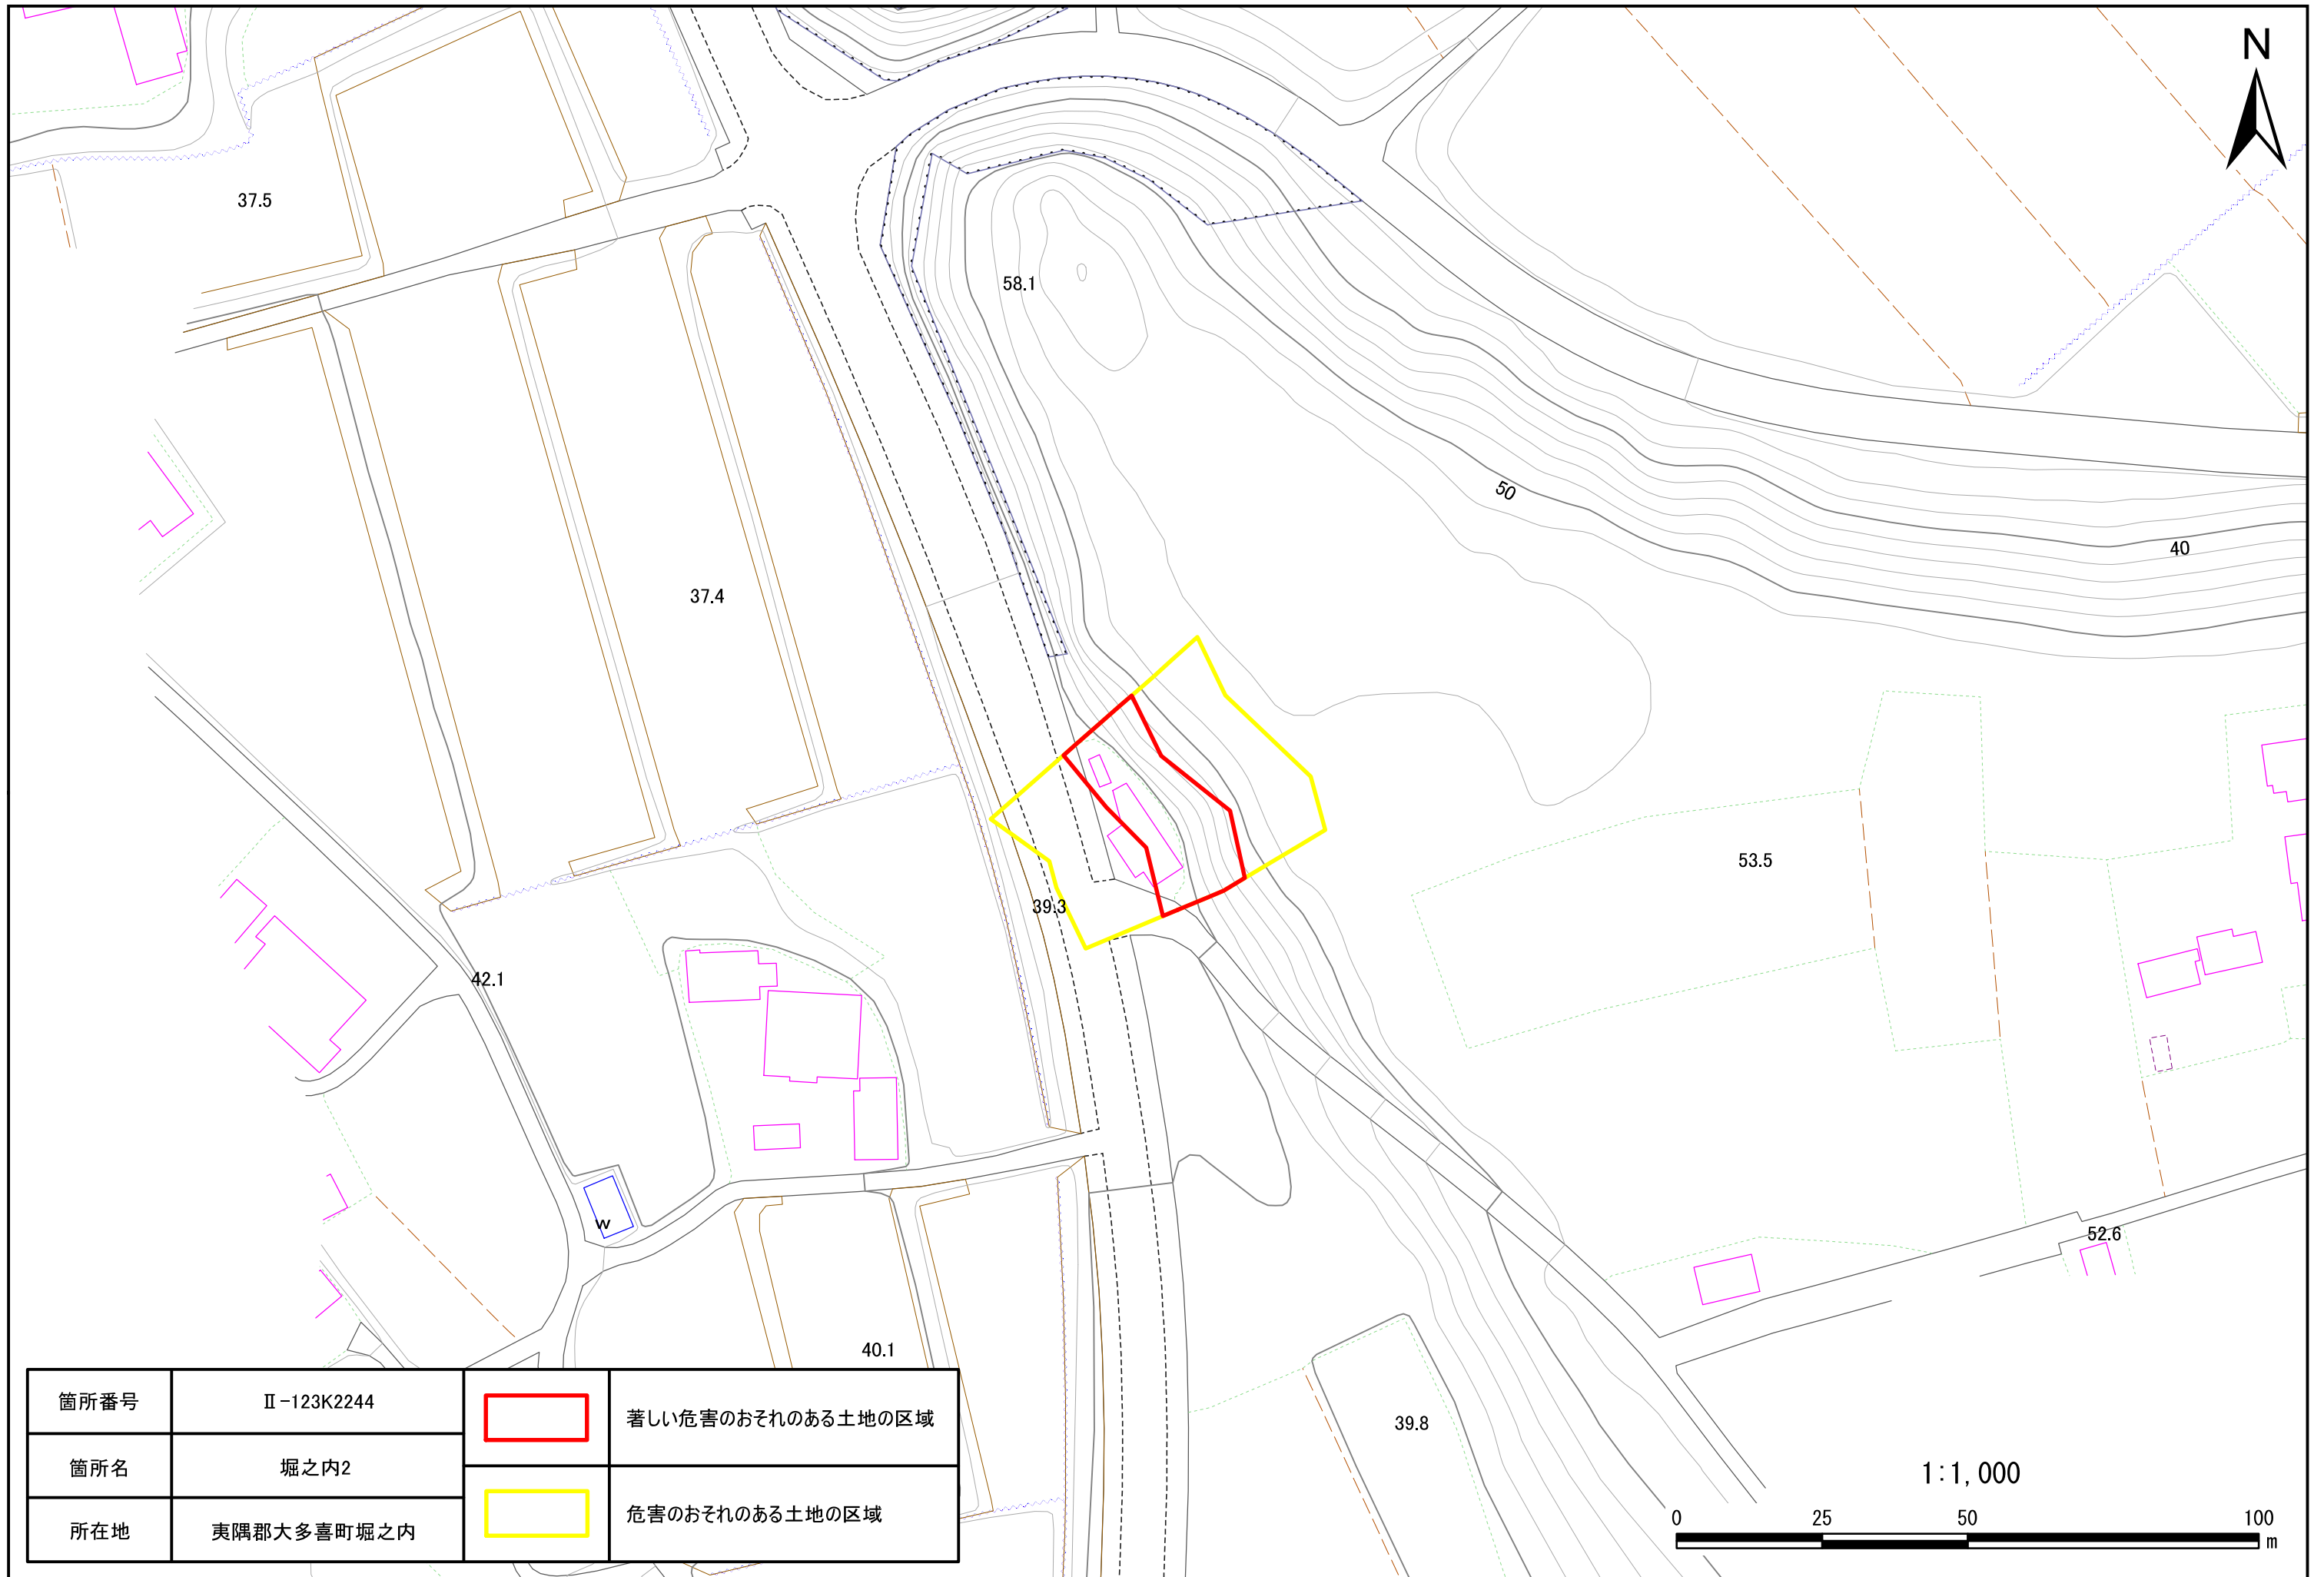 N
37.5
58.1
50
40
37.4
53.5
39.3
42.1
W
52.6
40.1
39.8
箇所番号 Ⅱ-123K2244
箇所名 堀之内2
所在地 夷隅郡大多喜町堀之内
著しい危害のおそれのある土地の区域
危害のおそれのある土地の区域
1:1,000
0 25 50 100
m